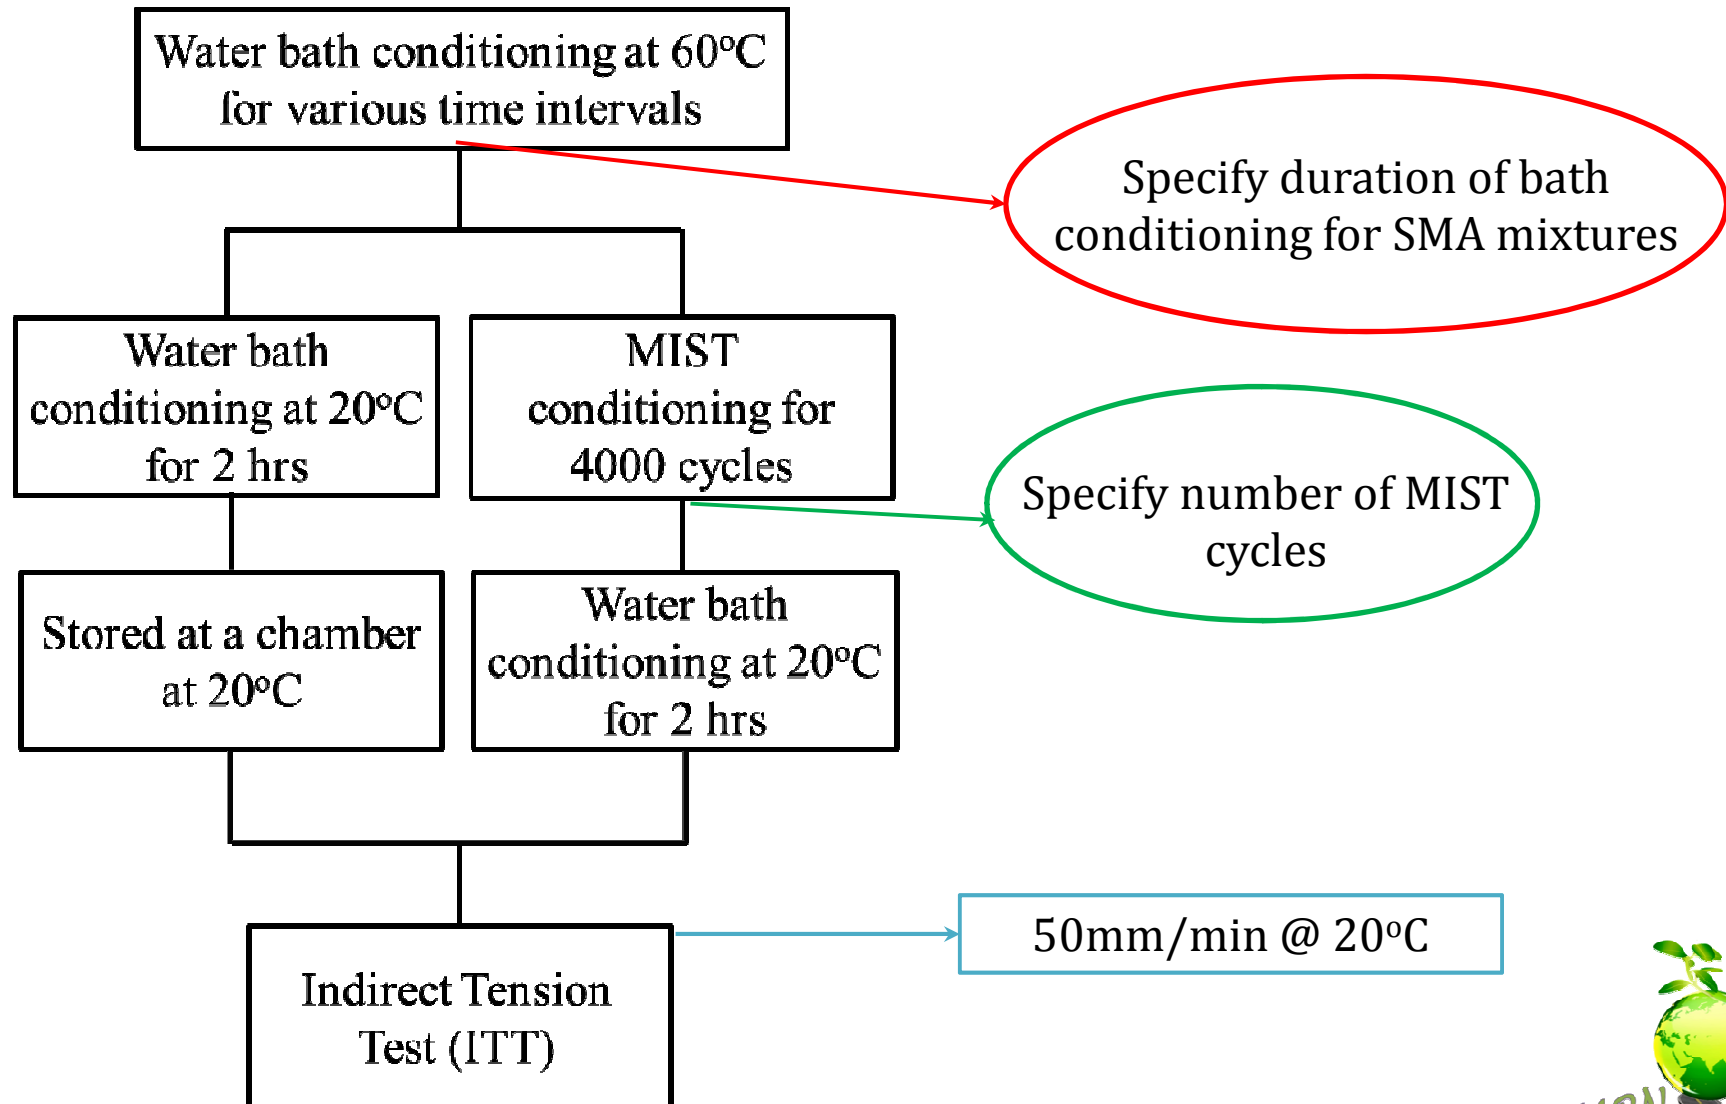 Water bath conditioning at 60°C
for various time intervals
Specify duration of bath
conditioning for SMA mixtures
Water bath
conditioning at 20°C
for 2 hrs
MIST
conditioning for
4000 cycles
Specify number of MIST
cycles
Stored at a chamber
at 20°C
Water bath
conditioning at 20°C
for 2 hrs
50mm/min @ 20°C
Indirect Tension
Test (ITT)